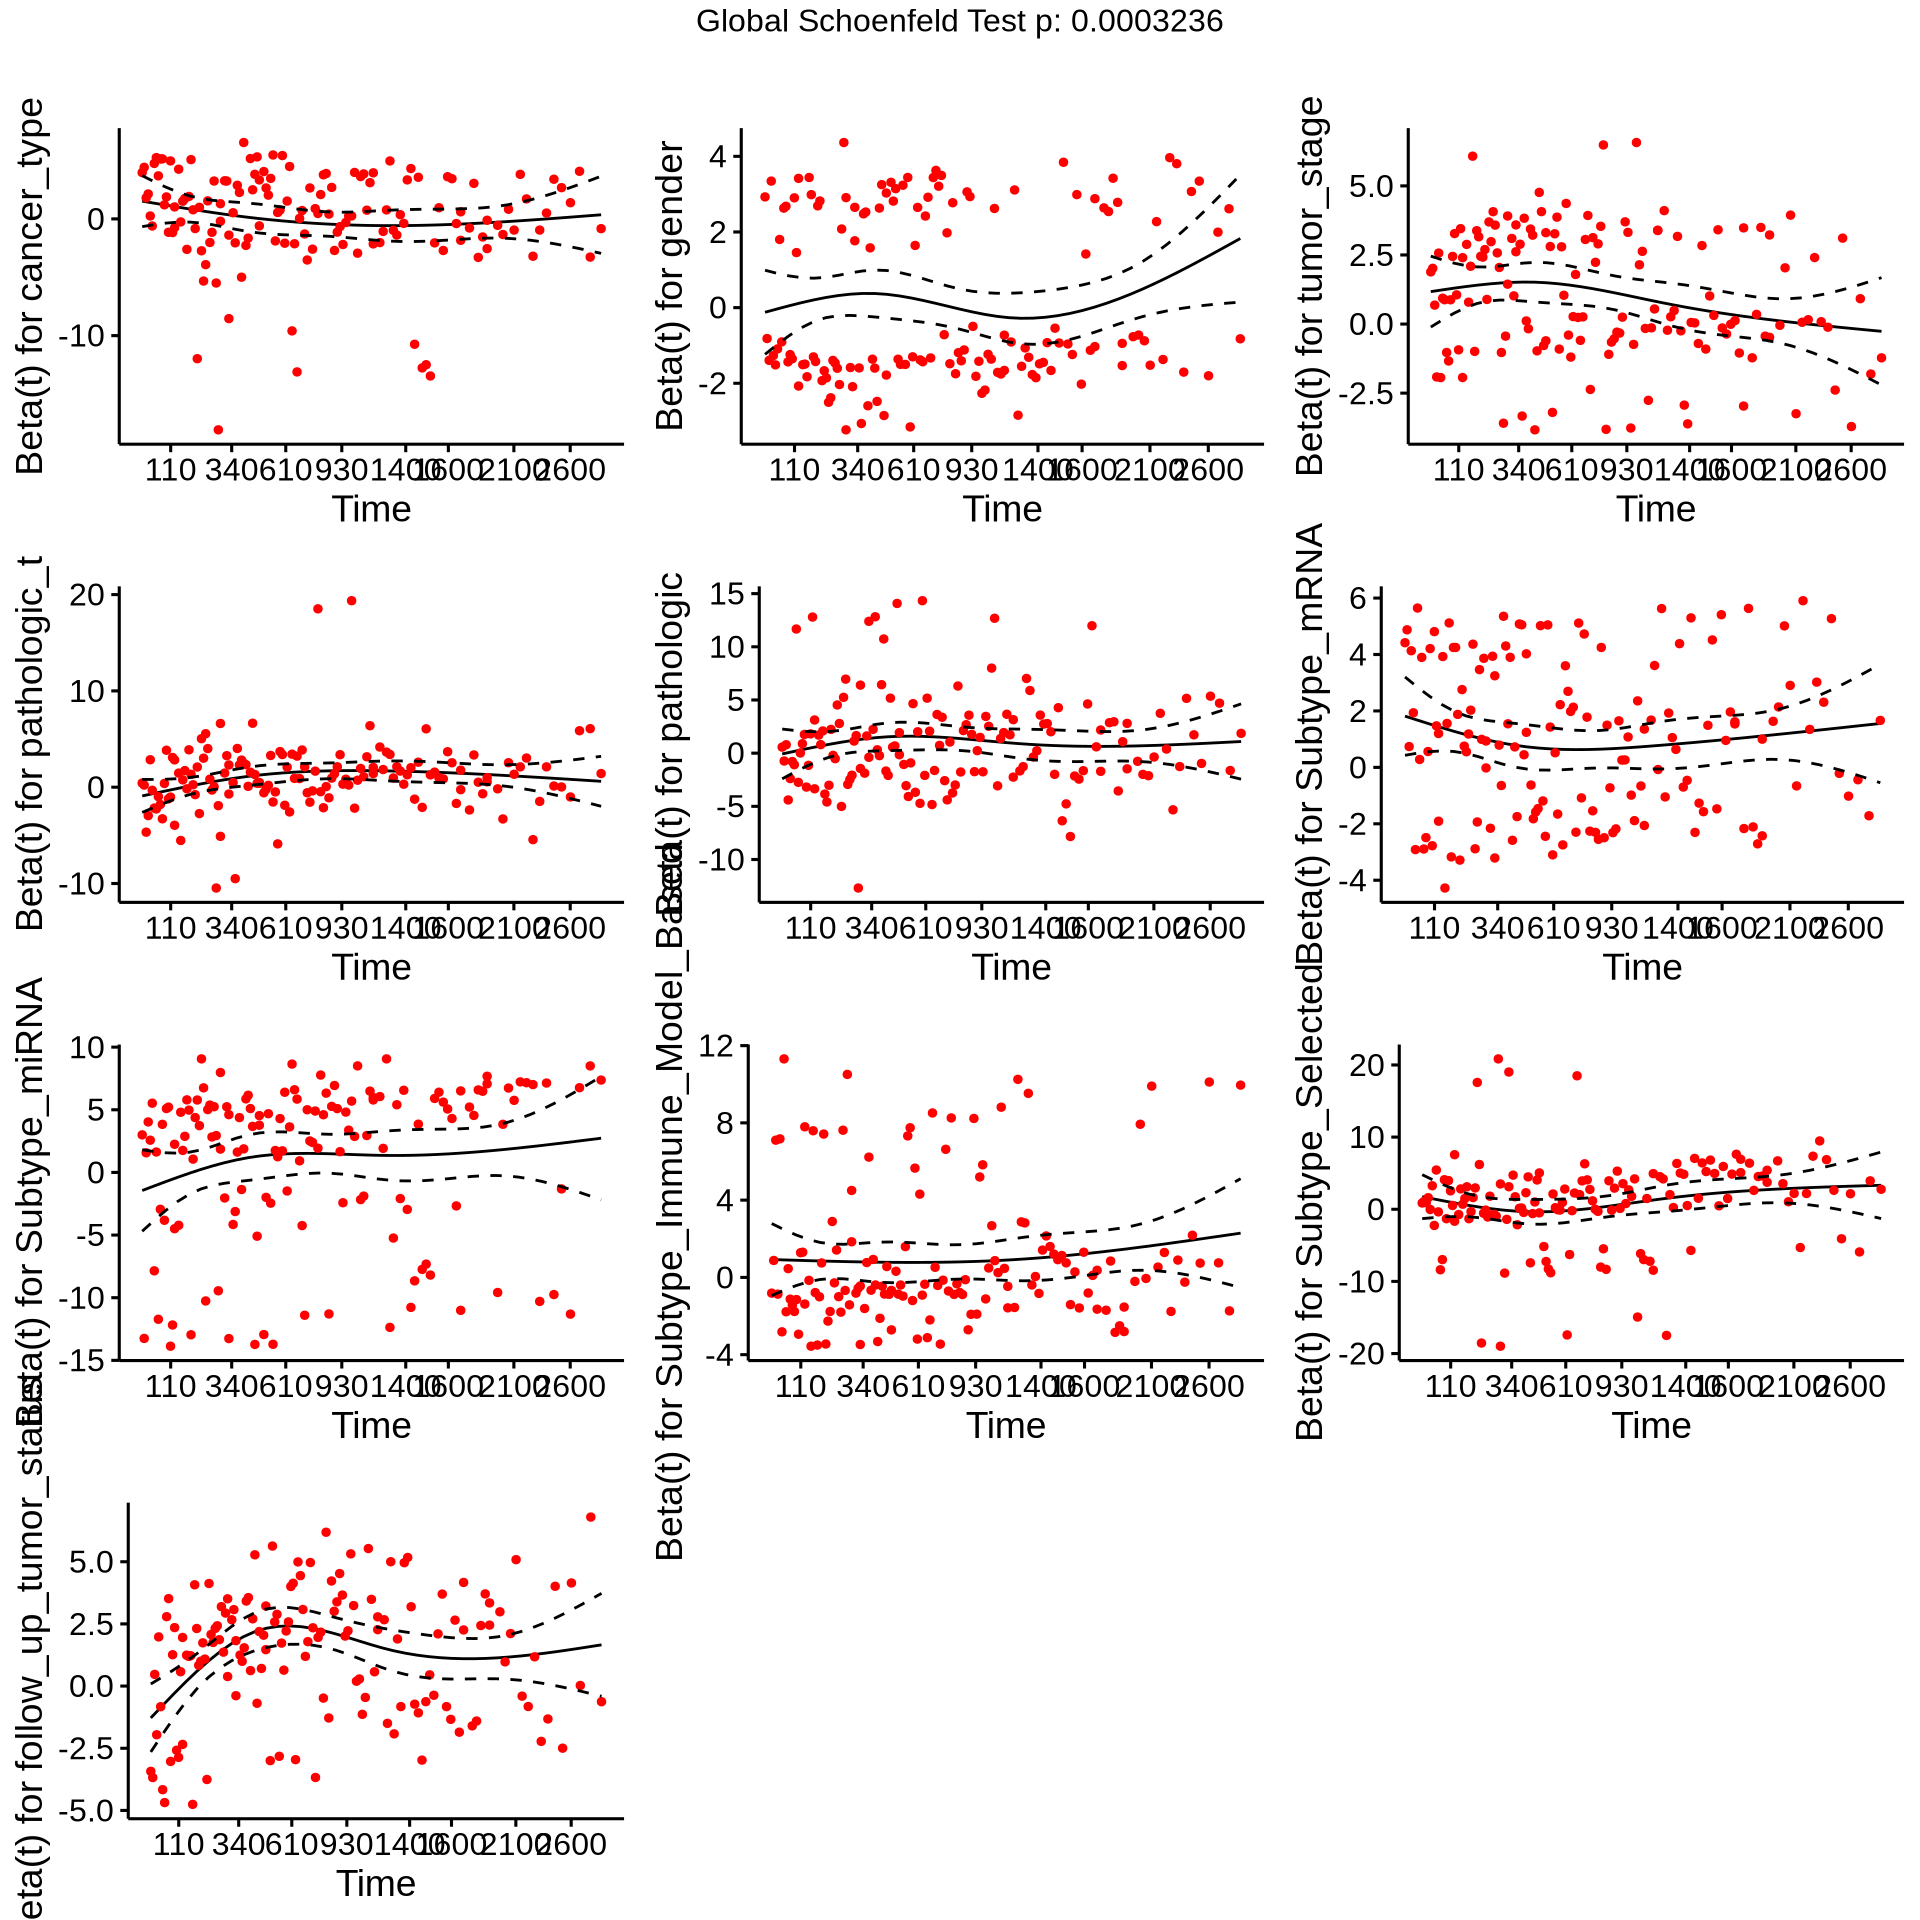 Global Schoenfeld Test p: 0.0003236
Beta(t) for cancer_type
0
-10
110 340 610 930 1400 1600 2100 2600
Time
Beta(t) for gender
4
2
0
-2
110 340 610 930 1400 1600 2100 2600
Time
Beta(t) for tumor_stage
5.0
2.5
0.0
-2.5
110 340 610 930 1400 1600 2100 2600
Time
Beta(t) for pathologic_t
20
10
0
-10
110 340 610 930 1400 1600 2100 2600
Time
Beta(t) for pathologic
15
10
5
0
-5
-10
110 340 610 930 1400 1600 2100 2600
Time
Beta(t) for Subtype_mRNA
6
4
2
0
-2
-4
110 340 610 930 1400 1600 2100 2600
Time
Beta(t) for Subtype_miRNA
10
5
0
-5
-10
-15
110 340 610 930 1400 1600 2100 2600
Time
Beta(t) for Subtype_Immune_Model_Based
12
8
4
0
-4
110 340 610 930 1400 1600 2100 2600
Time
Beta(t) for Subtype_Selected
20
10
0
-10
-20
110 340 610 930 1400 1600 2100 2600
Time
eta(t) for follow_up_tumor_status
5.0
2.5
0.0
-2.5
-5.0
110 340 610 930 1400 1600 2100 2600
Time